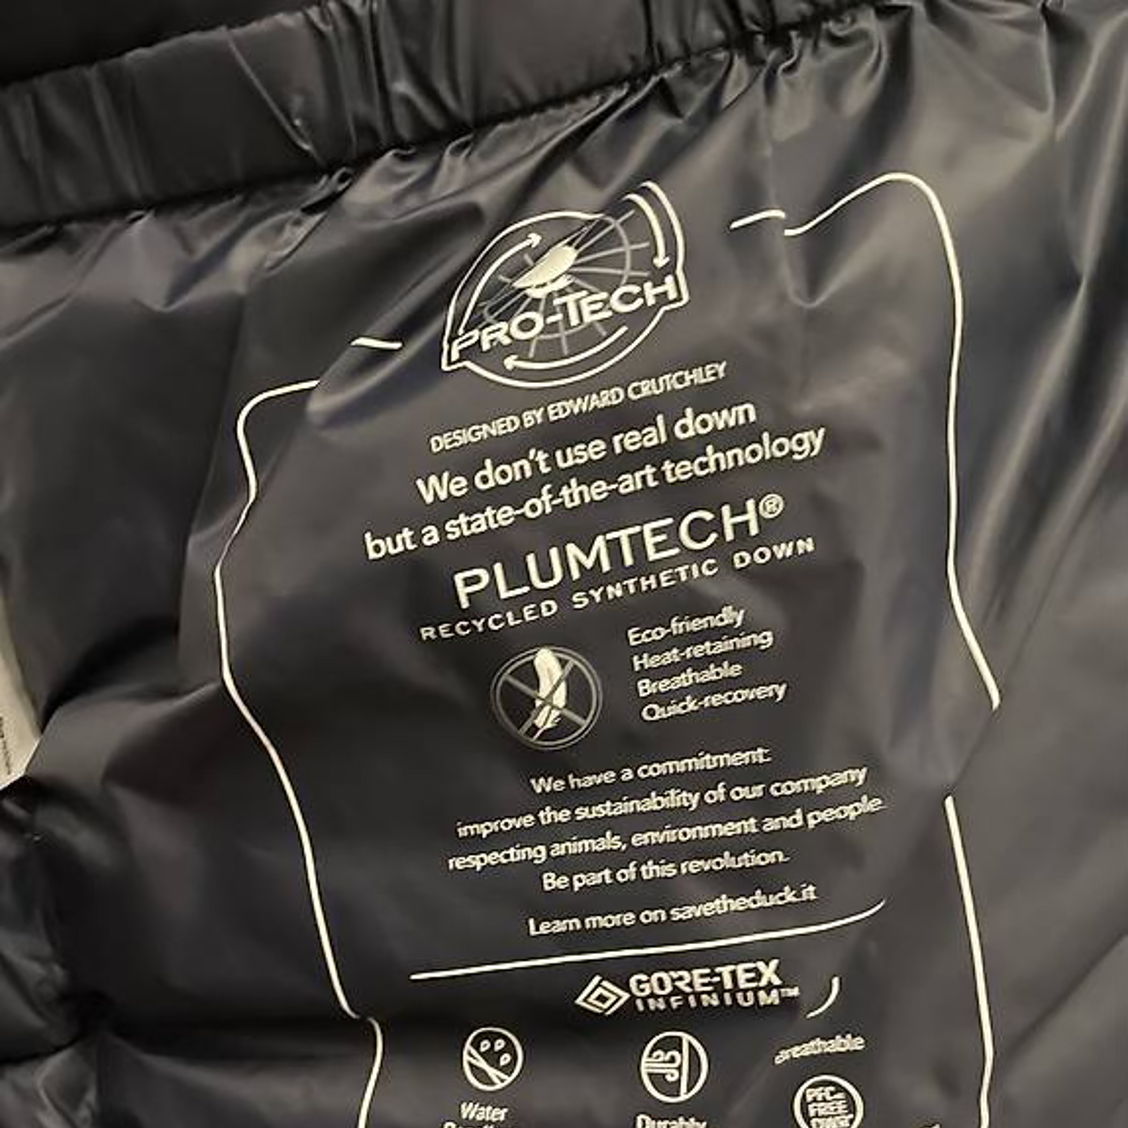 PRO-TECH
DESIGNED BY EDWARD CRUTCHLEY
We don't use real down
but a state-of-the-art technology
PLUMTECH®
RECYCLED SYNTHETIC DOWN
Eco-friendly
Heat-retaining
Breathable
Quick-recovery
We have a commitment:
improve the sustainability of our company
respecting animals, environment and people.
Be part of this revolution.
Learn more on savetheduck.it
GORE-TEX
INFINIUM™
Breathable
PFC
FREE
Water
Durably